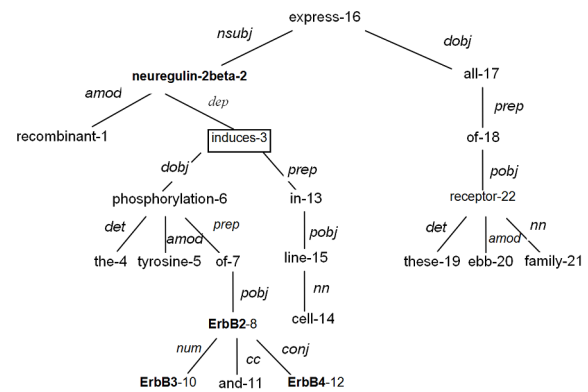 express-16
nsubj dobj
neuregulin-2beta-2 all-17
amod dep prep
recombinant-1 induces-3 of-18
dobj prep pobj
phosphorylation-6 in-13 receptor-22
det amod prep pobj det amod nn
the-4 tyrosine-5 of-7 line-15 these-19 ebb-20 family-21
pobj nn
ErbB2-8 cell-14
num cc conj
ErbB3-10 and-11 ErbB4-12